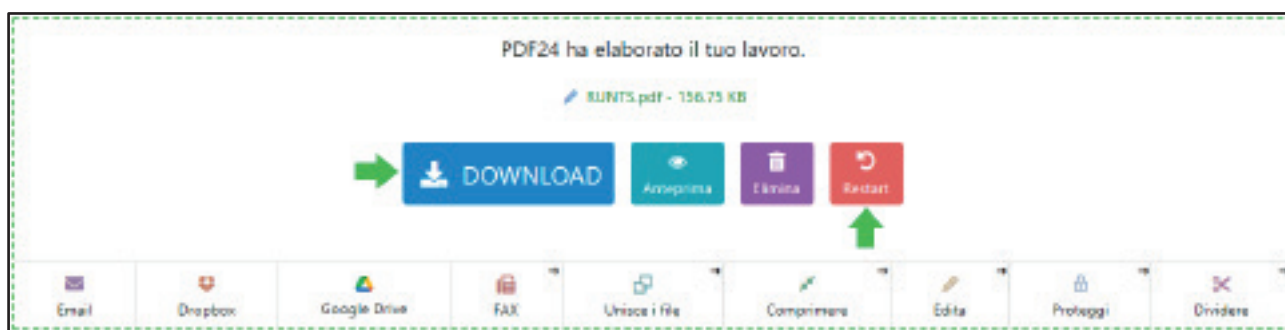 PDF24 ha elaborato il tuo lavoro.
RUNTS.pdf - 156.75 KB
DOWNLOAD
Anteprima
Elimina
Restart
Email
Dropbox
Google Drive
FAX
Unisce i file
Comprimere
Edita
Proteggi
Dividere